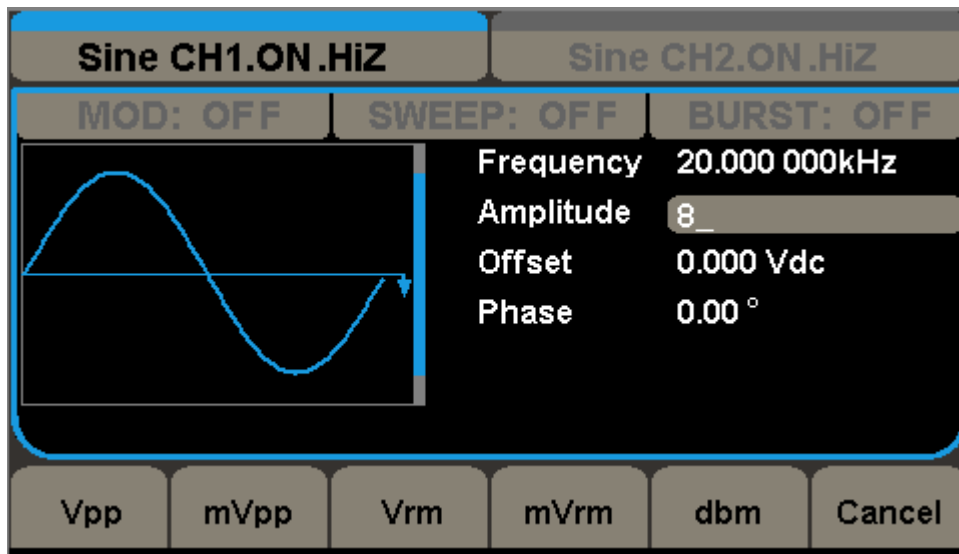 Sine CH1.ON.HiZ Sine CH2.ON.HiZ
MOD: OFF SWEEP: OFF BURST: OFF
Frequency 20.000 000kHz
Amplitude 8_
Offset 0.000 Vdc
Phase 0.00 °
Vpp mVpp Vrm mVrm dbm Cancel